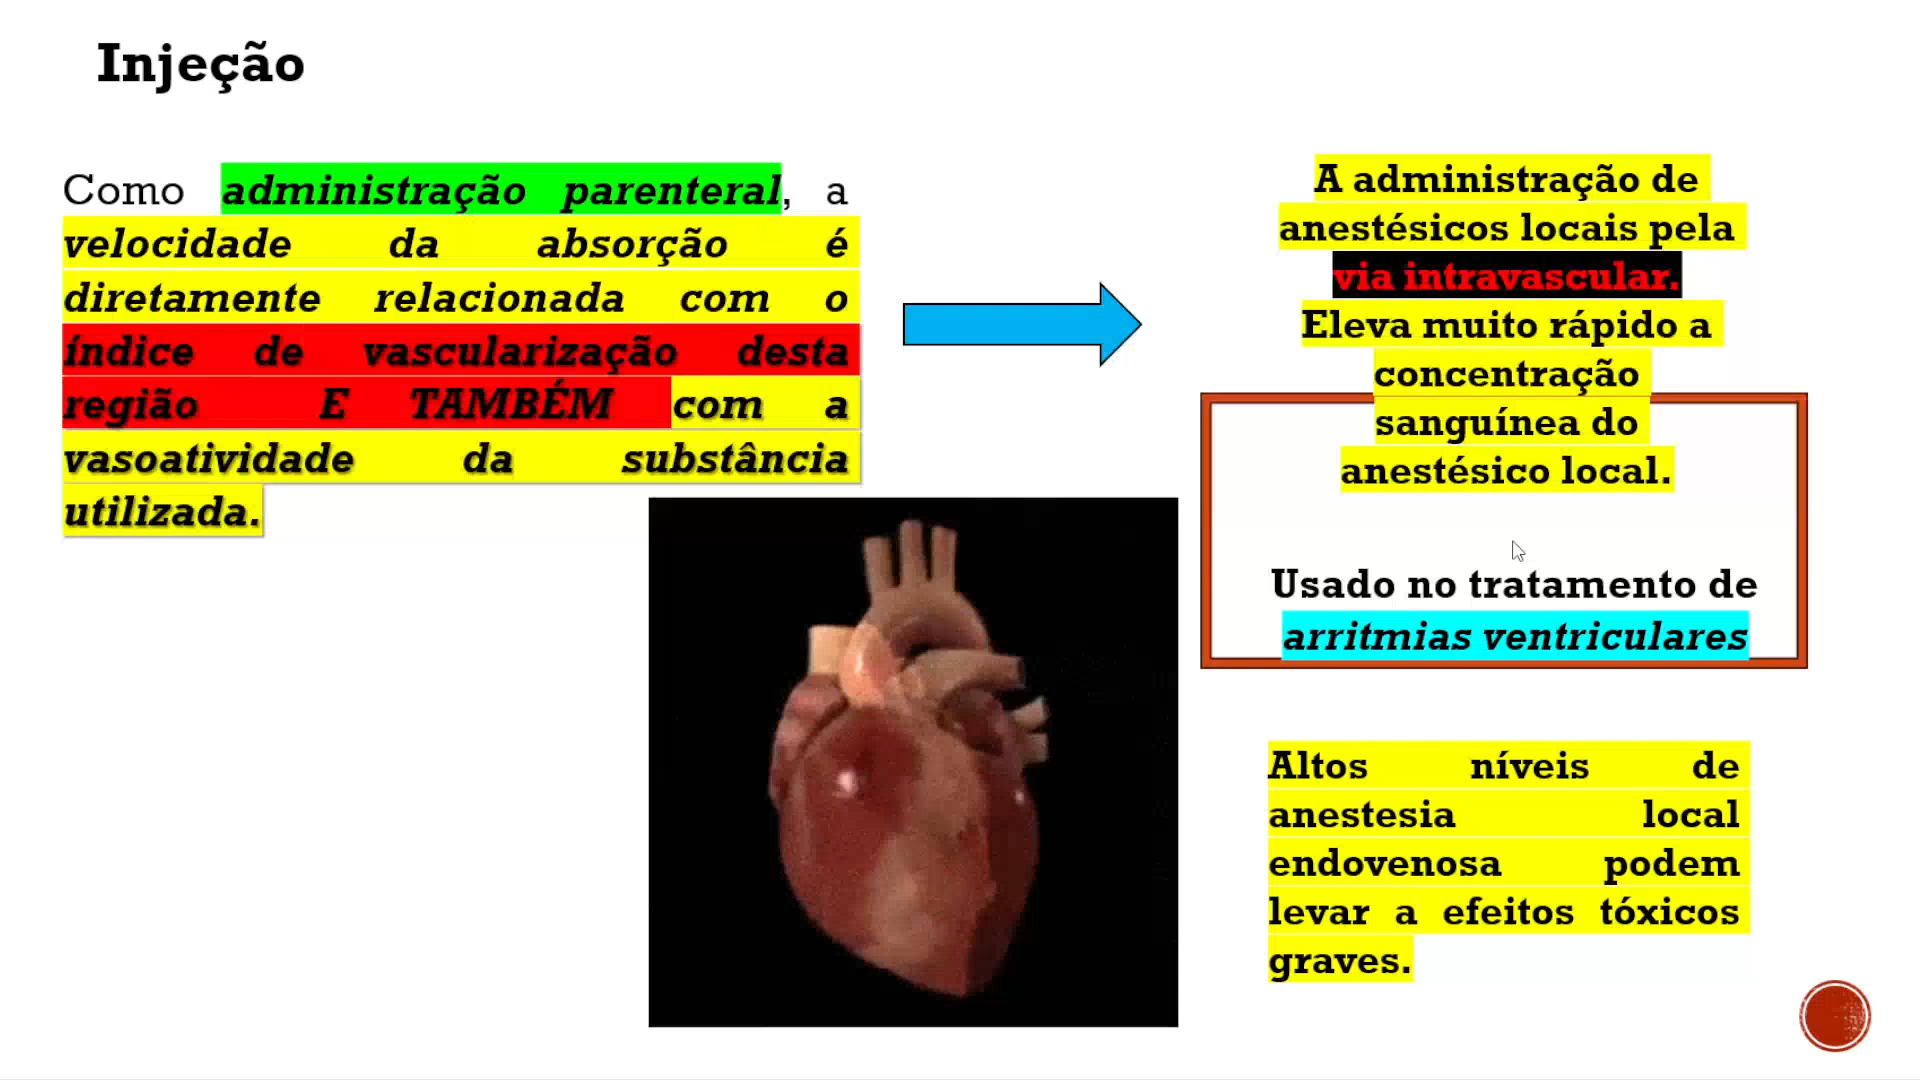 Injeção
Como administração parenteral, a
velocidade da absorção é
diretamente relacionada com o
índice de vascularização desta
região E TAMBÉM com a
vasoatividade da substância
utilizada.
A administração de
anestésicos locais pela
via intravascular.
Eleva muito rápido a
concentração
sanguínea do
anestésico local.
Usado no tratamento de
arritmias ventriculares
Altos níveis de
anestesia local
endovenosa podem
levar a efeitos tóxicos
graves.